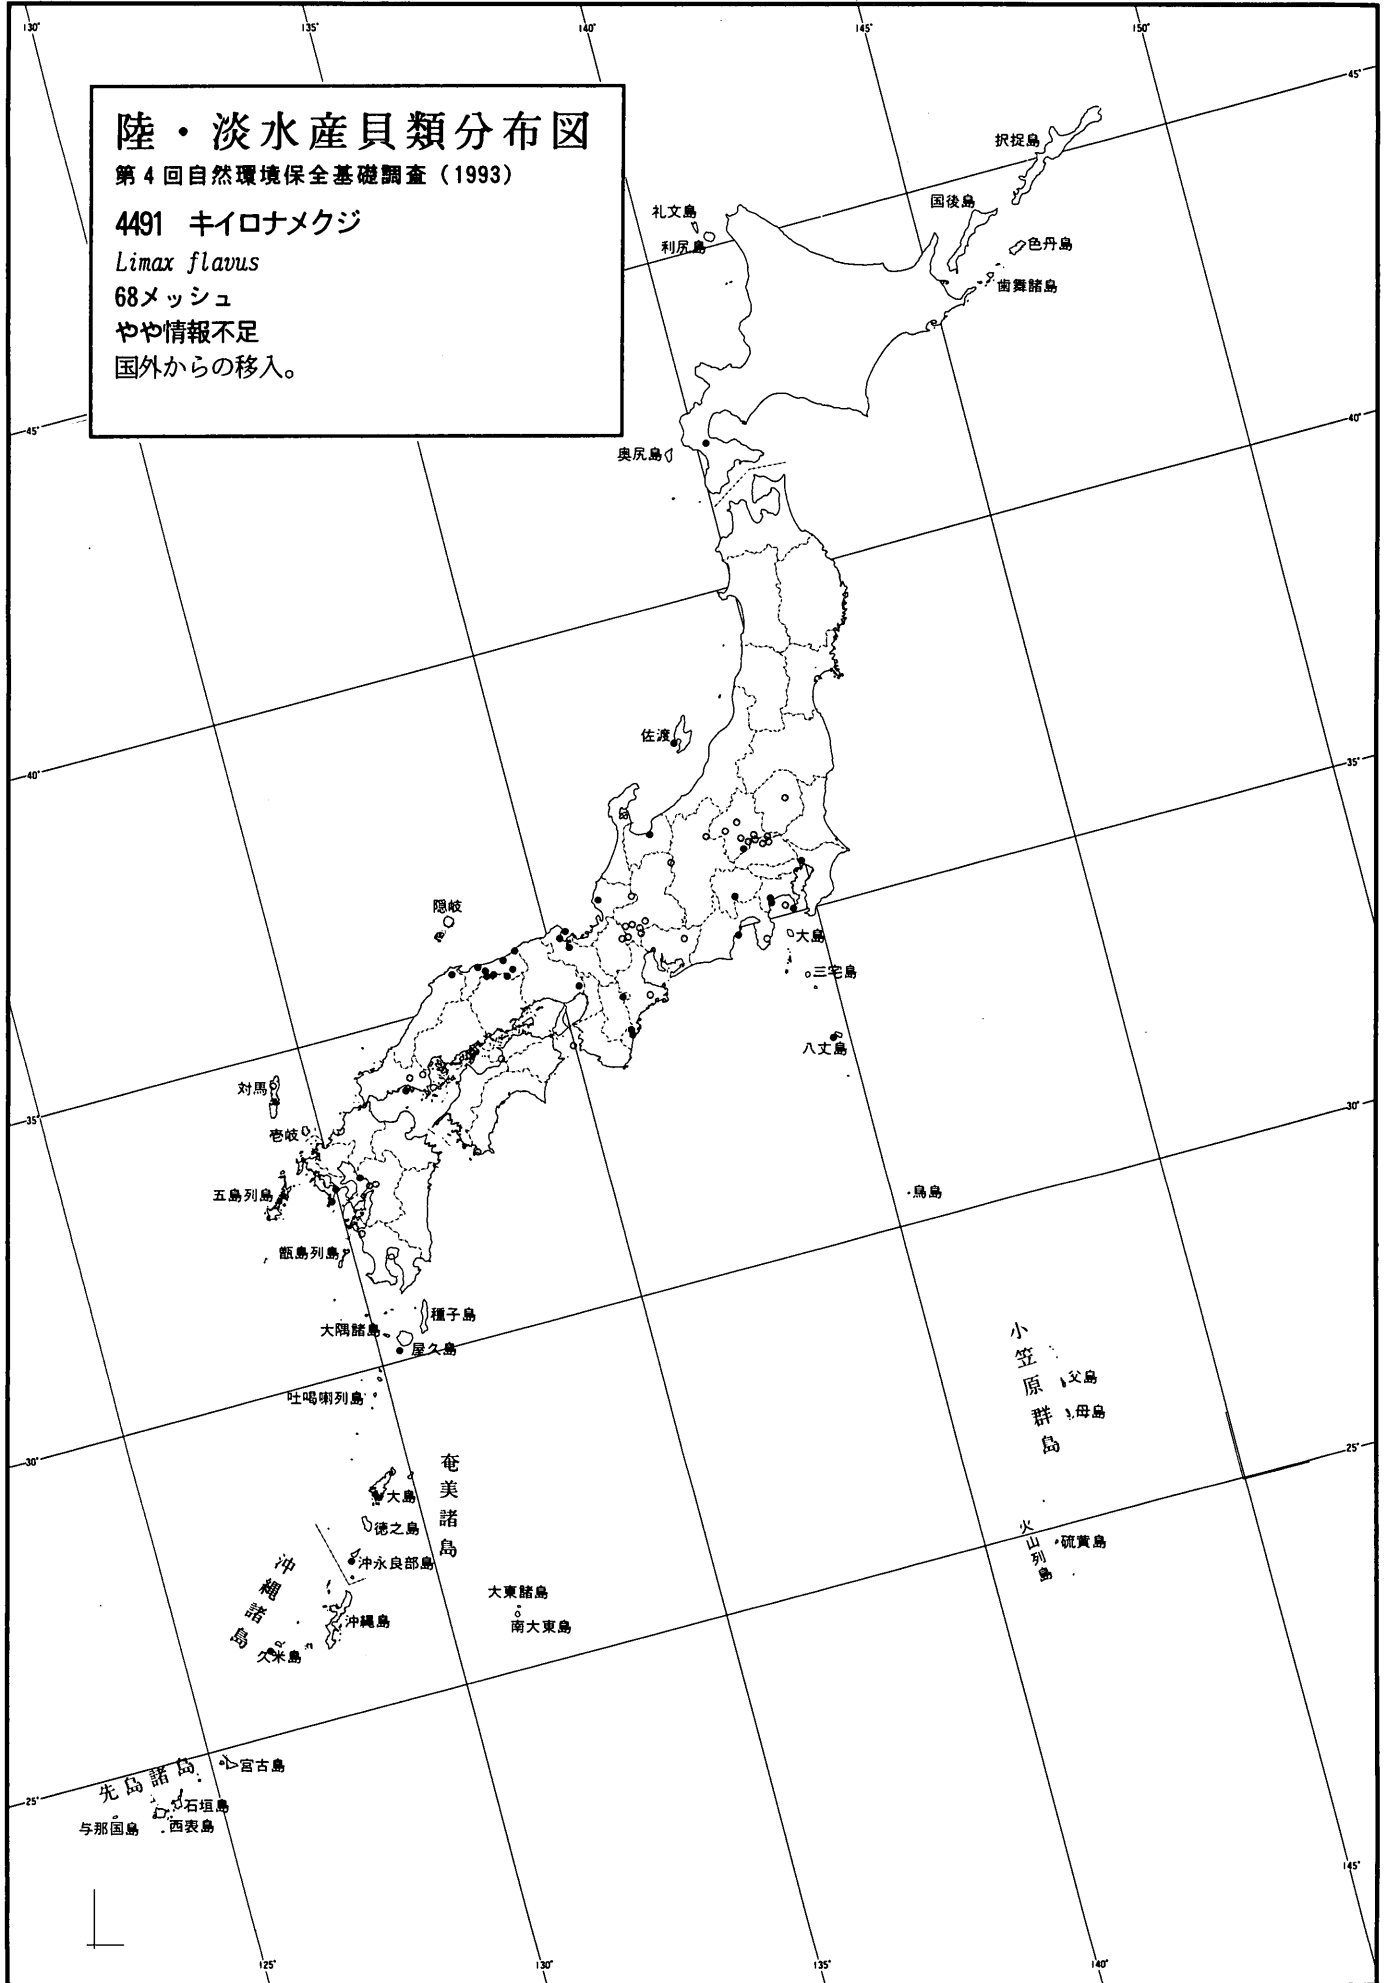 130°
135°
140°
145°
150°
陸・淡水産貝類分布図
第4回自然環境保全基礎調査(1993)
4491 キイロナメクジ
Limax flavus
68メッシュ
やや情報不足
国外からの移入。
45°
択捉島
礼文島
国後島
利尻島
色丹島
歯舞諸島
45°
40°
奥尻島
佐渡
40°
35°
隠岐
大島
三宅島
八丈島
対馬
35°
壱岐
30°
五島列島
鳥島
甑島列島
種子島
大隅諸島
屋久島
小笠原群島
父島
吐噶喇列島
母島
30°
25°
奄美諸島
大島
徳之島
火山列島
硫黄島
沖永良部島
沖縄諸島
大東諸島
沖縄島
南大東島
久米島
宮古島
先島諸島
25°
石垣島
与那国島
西表島
145°
125°
130°
135°
140°